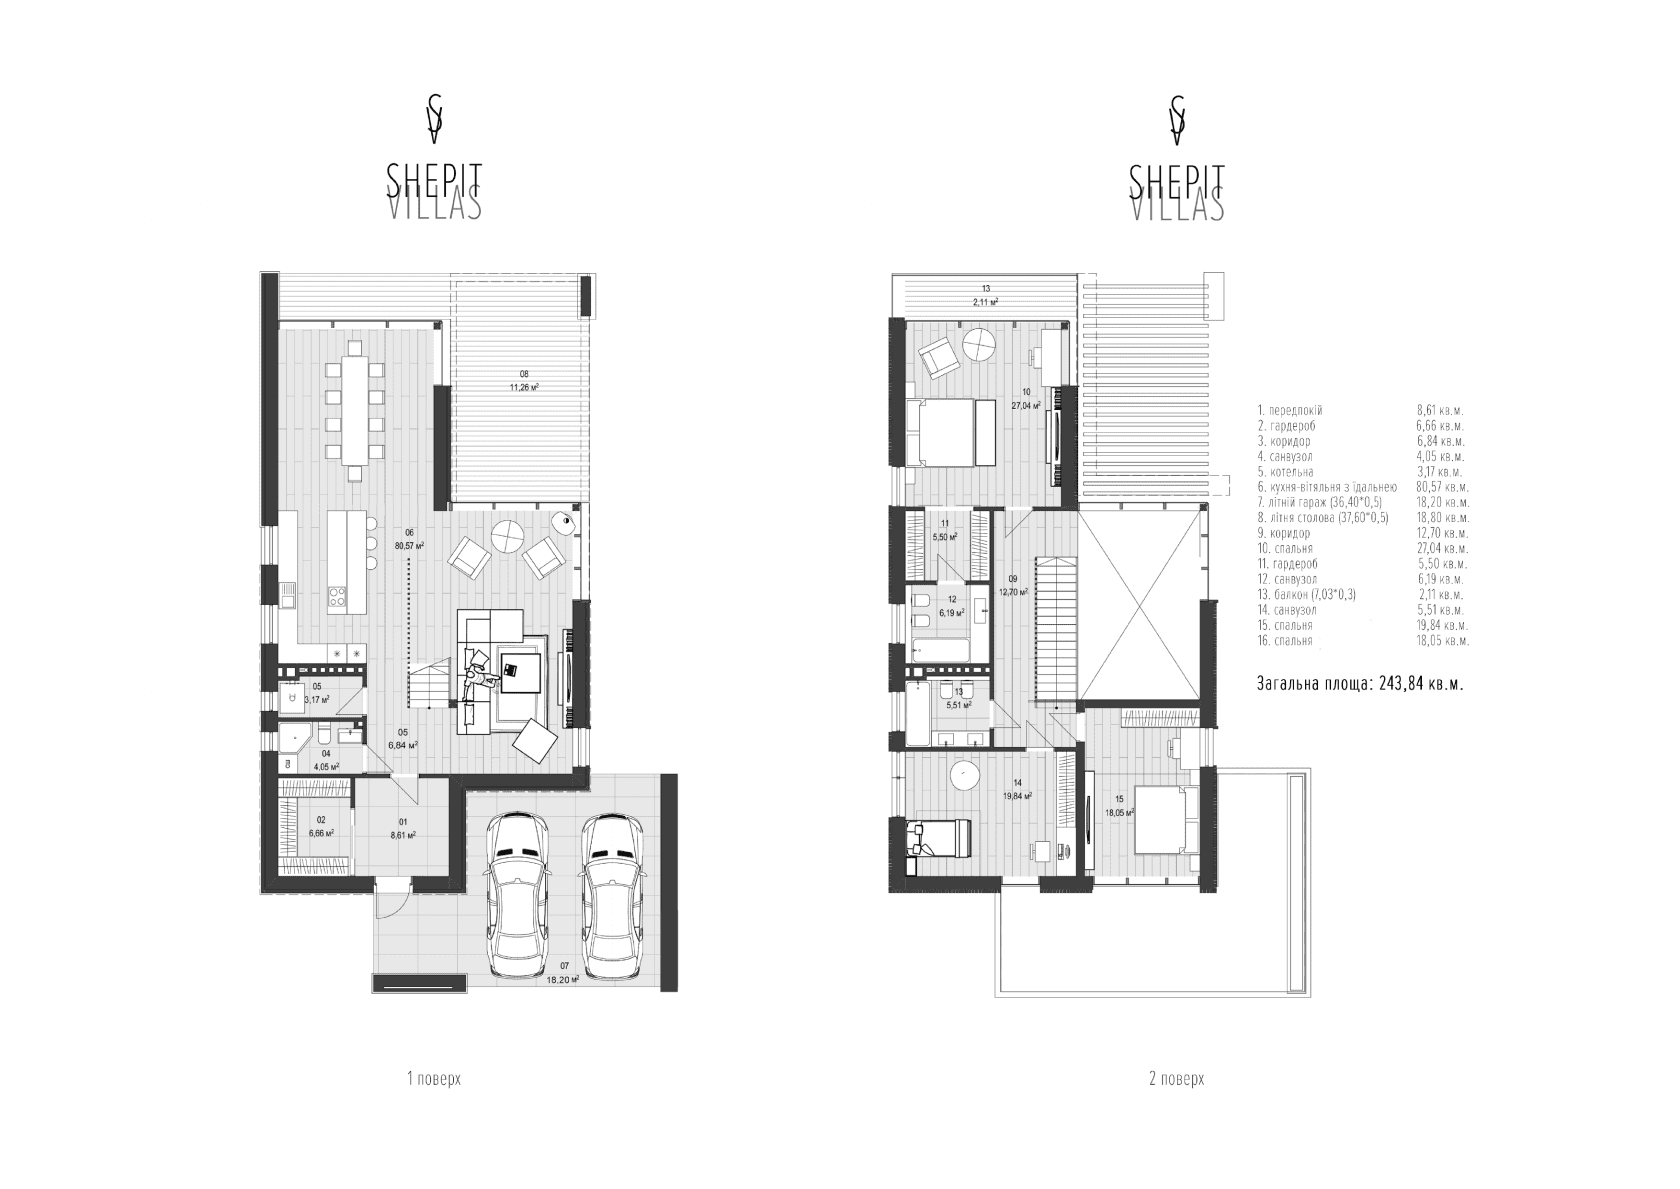 SHEPIT
VILLAS
08
11,26 м²
06
80,57 м²
05
3,17 м²
05
6,84 м²
04
4,05 м²
02
6,66 м²
01
8,61 м²
07
18.20 м²
1 поверх
SHEPIT
VILLAS
13
2,11 м²
10
27,04 м²
11
5,50 м²
09
12,70 м²
12
6,19 м²
13
5,51 м²
14
19,84 м²
15
18,05 м²
2 поверх
1. передпокій 8,61 кв.м.
2. гардероб 6,66 кв.м.
3. коридор 6,84 кв.м.
4. санвузол 4,05 кв.м.
5. котельна 3,17 кв.м.
6. кухня-вітяльня з їдальнею 80,57 кв.м.
7. літній гараж (36,40*0,5) 18,20 кв.м.
8. літня столова (37,60*0,5) 18,80 кв.м.
9. коридор 12,70 кв.м.
10. спальня 27,04 кв.м.
11. гардероб 5,50 кв.м.
12. санвузол 6,19 кв.м.
13. балкон (7,03*0,3) 2,11 кв.м.
14. санвузол 5,51 кв.м.
15. спальня 19,84 кв.м.
16. спальня 18,05 кв.м.
Загальна площа: 243,84 кв.м.